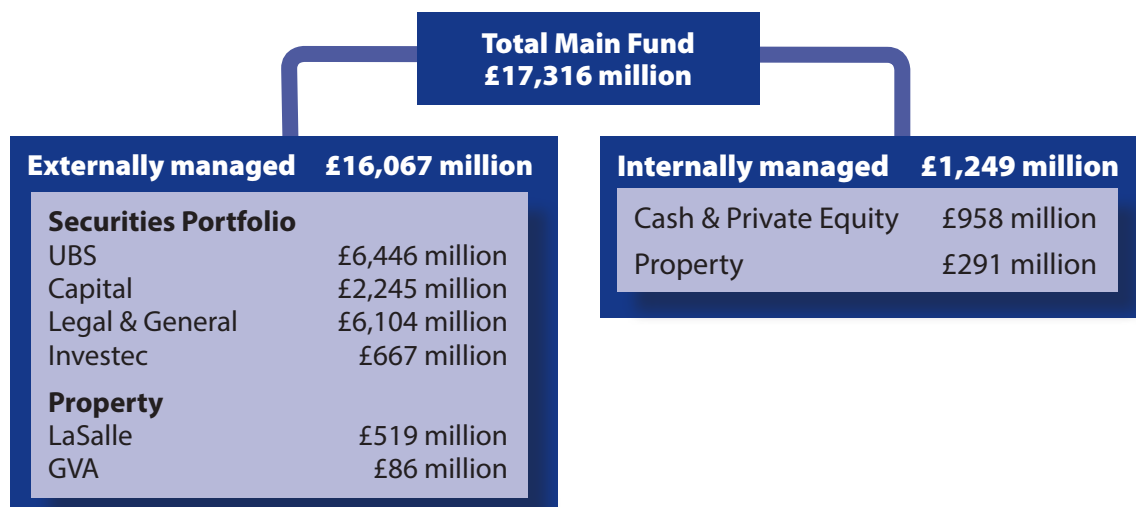 Total Main Fund
£17,316 million
Externally managed £16,067 million
Securities Portfolio
UBS £6,446 million
Capital £2,245 million
Legal & General £6,104 million
Investec £667 million
Property
LaSalle £519 million
GVA £86 million
Internally managed £1,249 million
Cash & Private Equity £958 million
Property £291 million